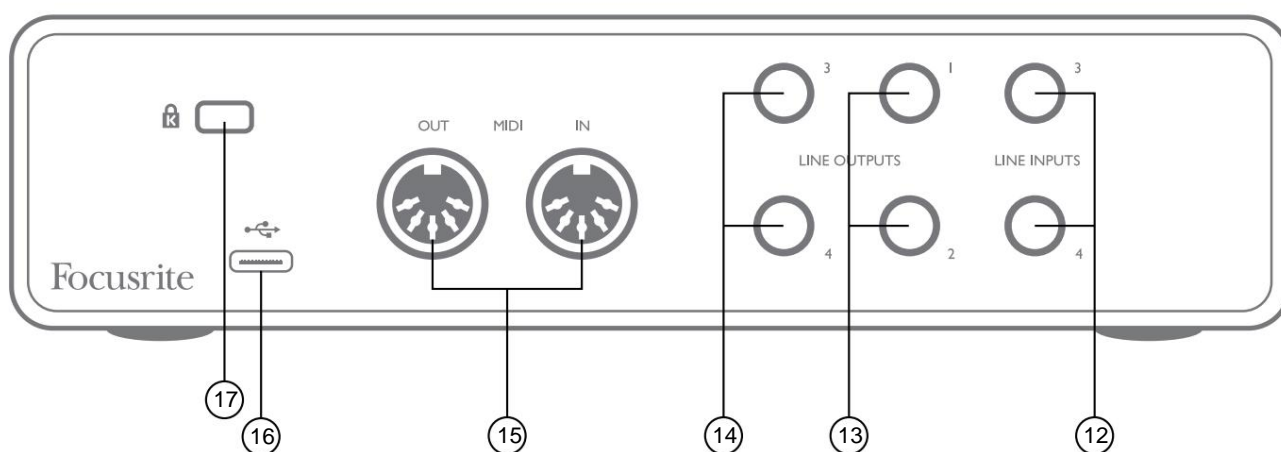 3 1 3
OUT MIDI IN
K
LINE OUTPUTS LINE INPUTS
4 2 4
Focusrite
17
16 15 14 13 12